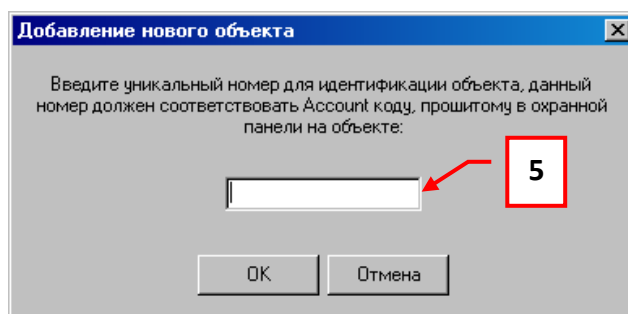 Добавление нового объекта
Введите уникальный номер для идентификации объекта, данный
номер должен соответствовать Account коду, прошитому в охранной
панели на объекте:
5
OK
Отмена